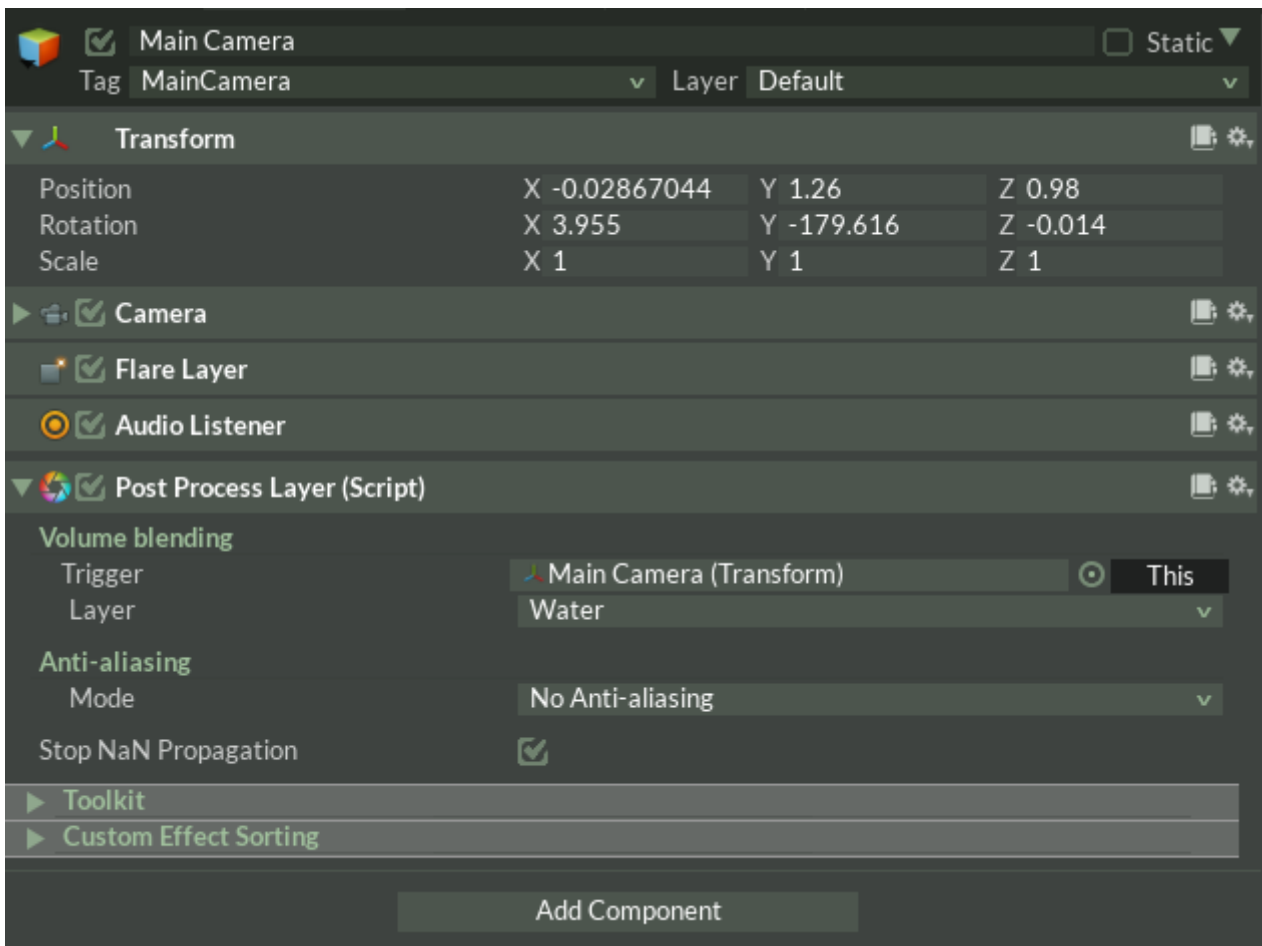 Main Camera Static
Tag MainCamera Layer Default
Transform
Position X -0.02867044 Y 1.26 Z 0.98
Rotation X 3.955 Y -179.616 Z -0.014
Scale X 1 Y 1 Z 1
Camera
Flare Layer
Audio Listener
Post Process Layer (Script)
Volume blending
Trigger Main Camera (Transform) This
Layer Water
Anti-aliasing
Mode No Anti-aliasing
Stop NaN Propagation
Toolkit
Custom Effect Sorting
Add Component